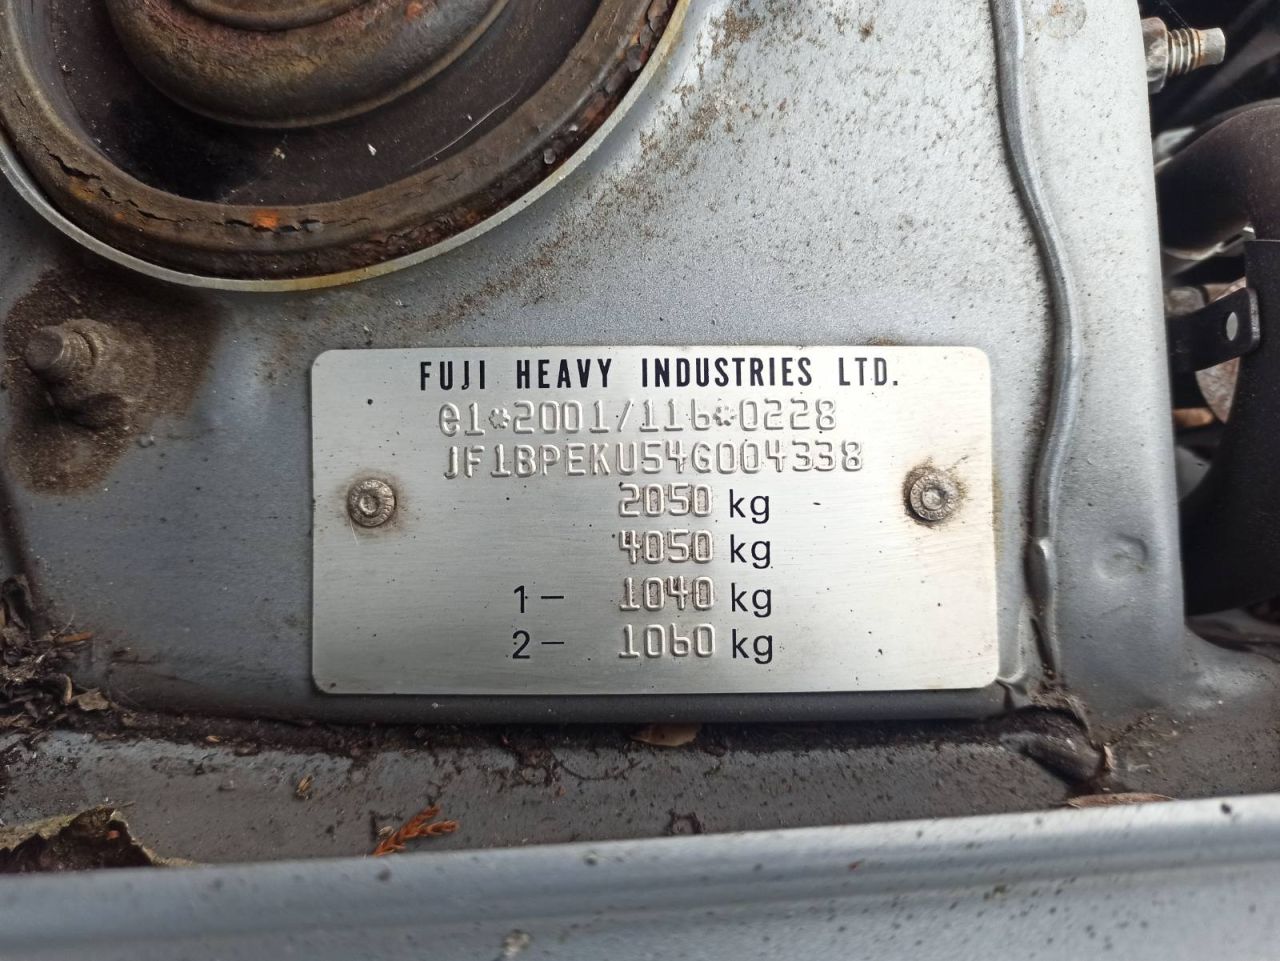 FUJI HEAVY INDUSTRIES LTD.
e1*2001/116*0228
JF1BPEKU54G004338
2050 kg
4050 kg
1- 1040 kg
2- 1060 kg